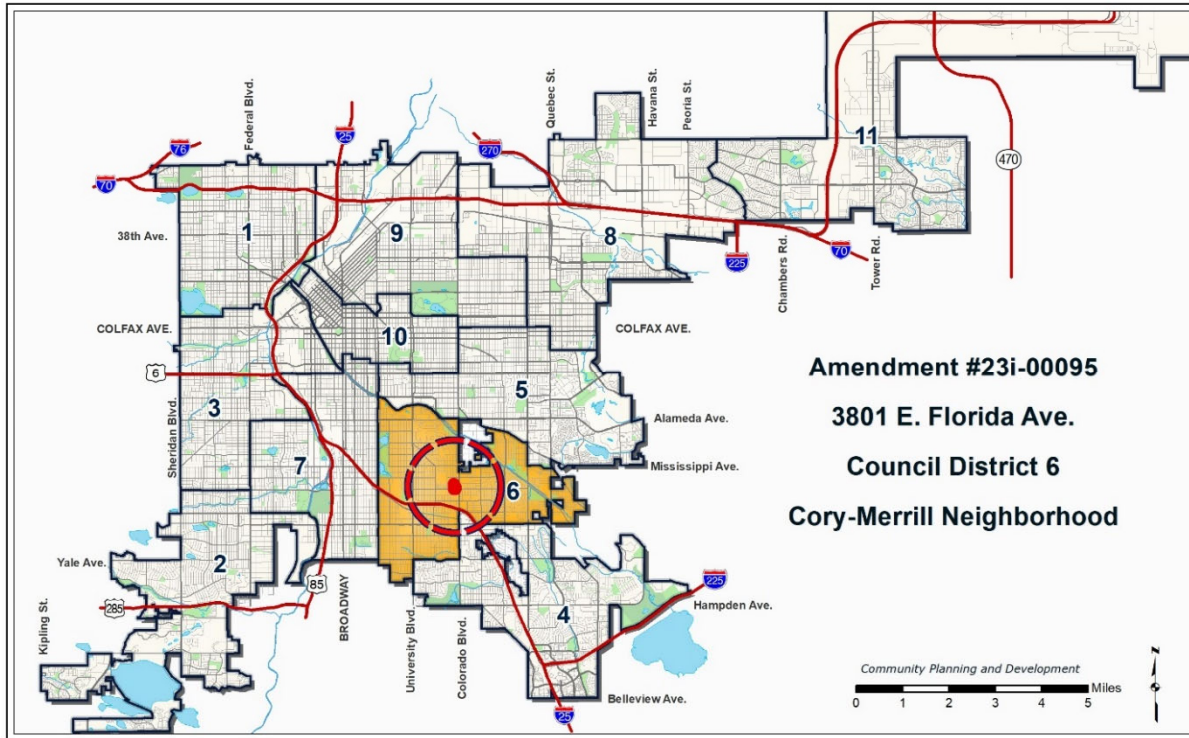 Federal Blvd.
Quebec St.
Havana St.
Peoria St.
76
25
270
70
11
470
38th Ave.
1
9
8
225
Chambers Rd.
70
Tower Rd.
COLFAX AVE.
10
COLFAX AVE.
6
3
Sheridan Blvd.
5
Amendment #23i-00095
3801 E. Florida Ave.
Council District 6
Cory-Merrill Neighborhood
Alameda Ave.
7
Mississippi Ave.
6
Yale Ave.
2
85
BROADWAY
225
285
Kipling St.
University Blvd.
Colorado Blvd.
4
Hampden Ave.
Belleview Ave.
25
Community Planning and Development
Miles
0 1 2 3 4 5
N